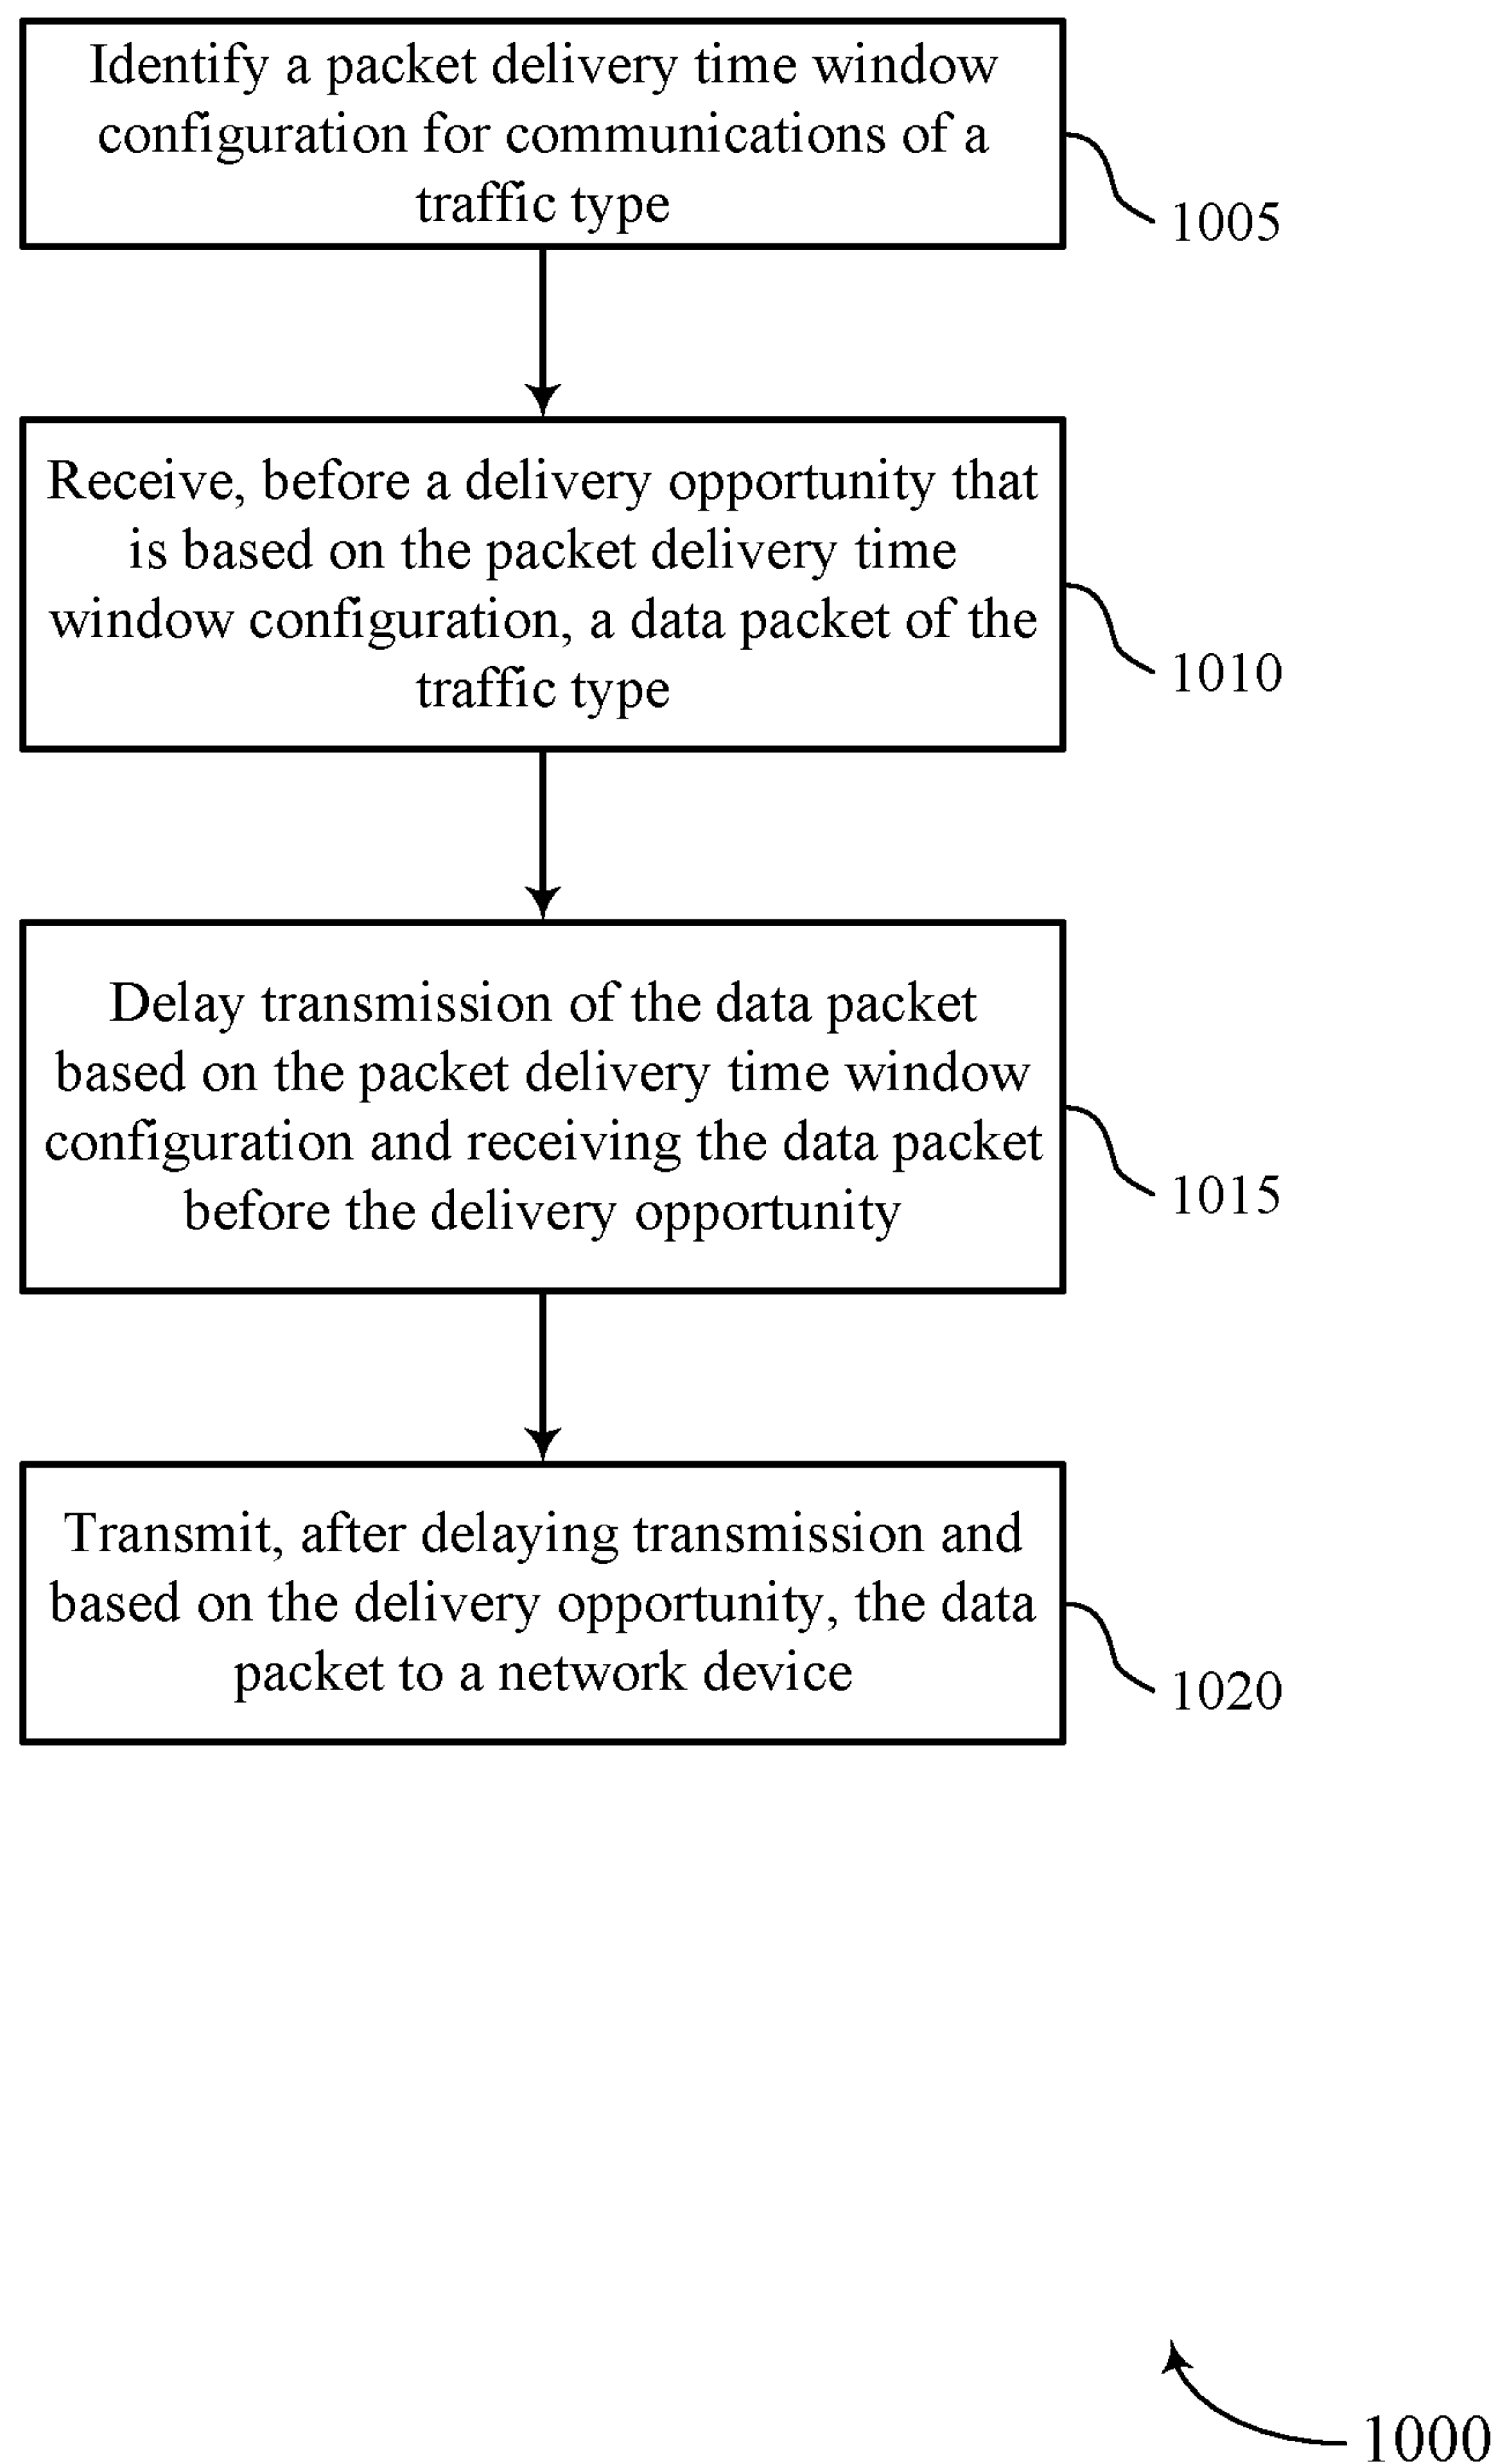 Identify a packet delivery time window
configuration for communications of a
traffic type
1005
Receive, before a delivery opportunity that
is based on the packet delivery time
window configuration, a data packet of the
traffic type
1010
Delay transmission of the data packet
based on the packet delivery time window
configuration and receiving the data packet
before the delivery opportunity
1015
Transmit, after delaying transmission and
based on the delivery opportunity, the data
packet to a network device
1020
1000